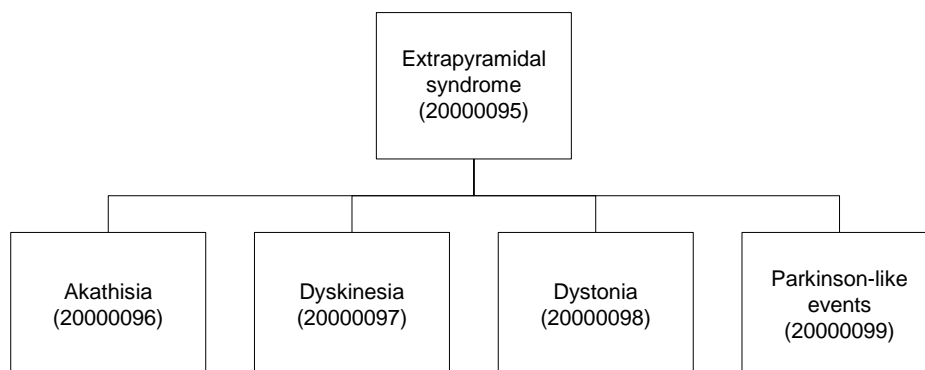 Extrapyramidal
syndrome
(20000095)
Akathisia
(20000096)
Dyskinesia
(20000097)
Dystonia
(20000098)
Parkinson-like
events
(20000099)